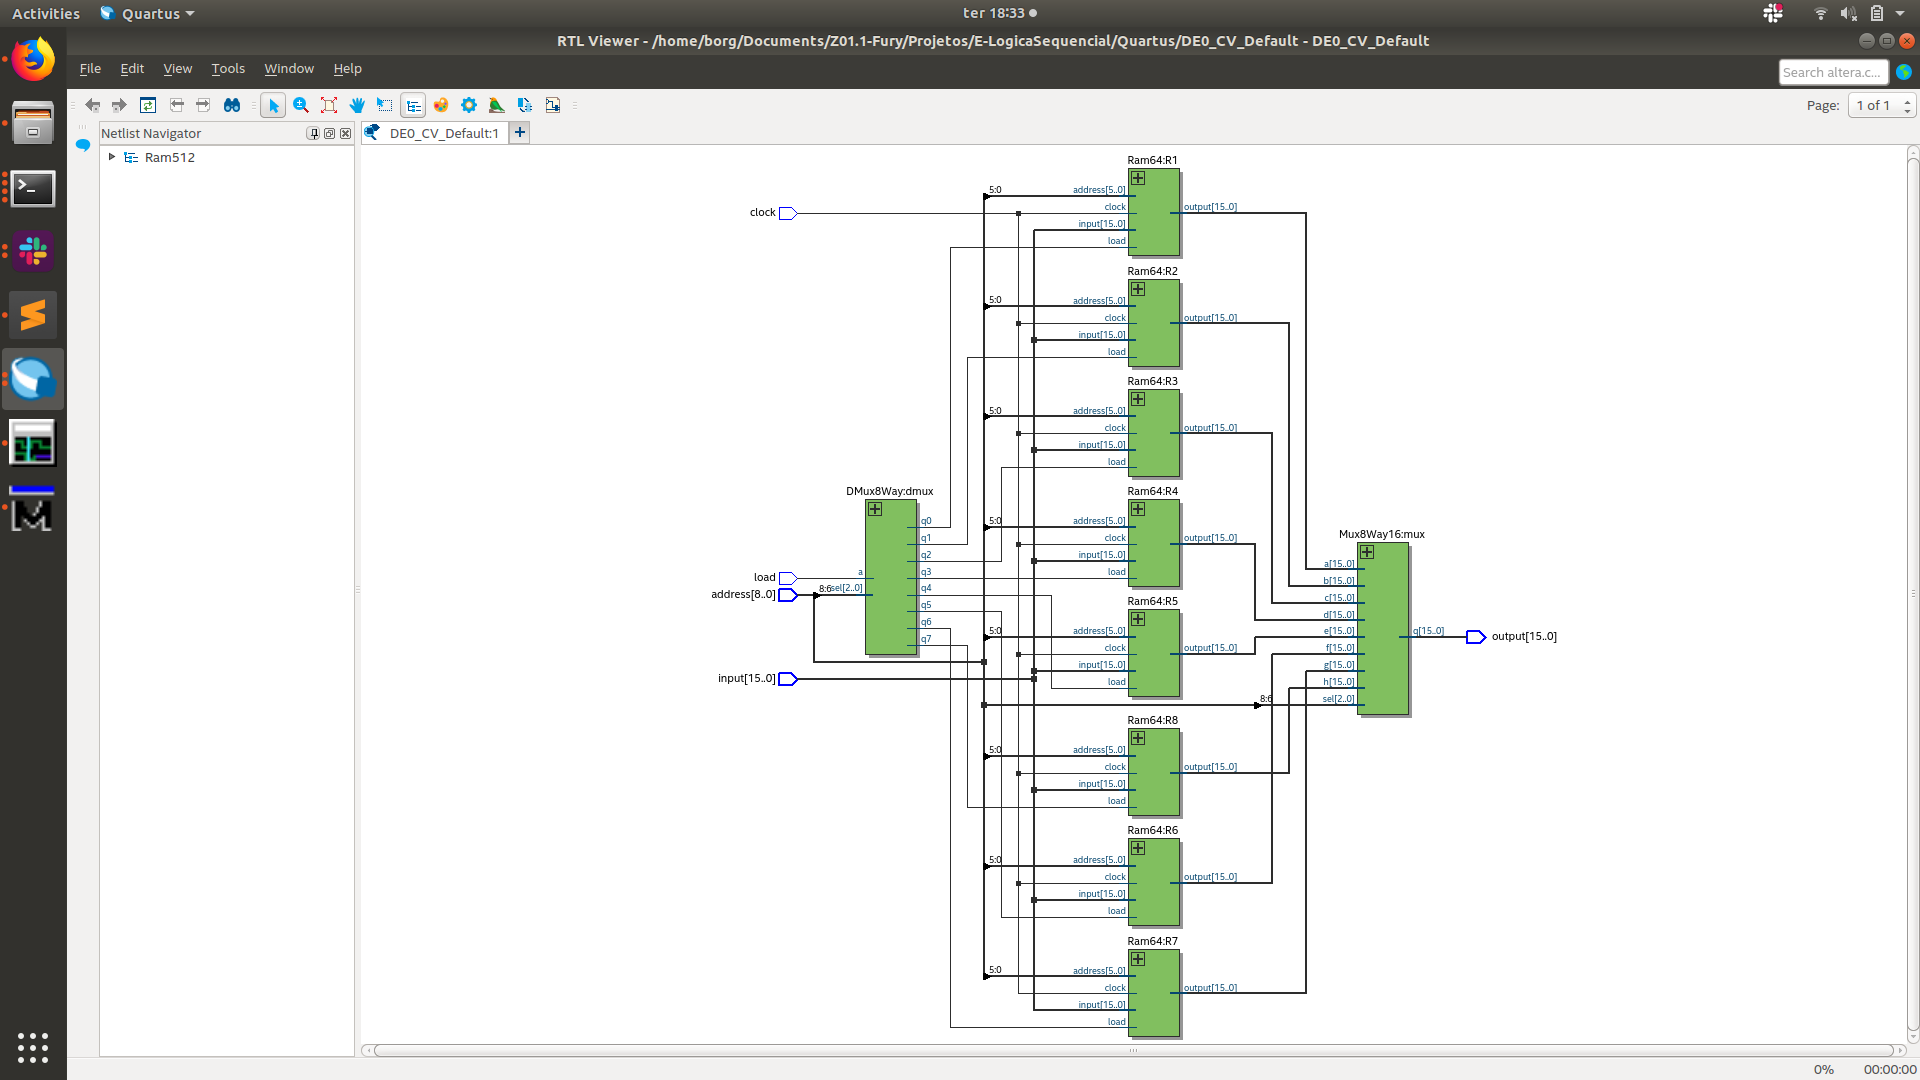 Activities
Quartus
ter 18:33
RTL Viewer - /home/borg/Documents/Z01.1-Fury/Projetos/E-LogicaSequencial/Quartus/DE0_CV_Default - DE0_CV_Default
File Edit View Tools Window Help
Search altera.c...
Page: 1 of 1
Netlist Navigator
DE0_CV_Default:1
Ram512
Ram64:R1
5:0
address[5..0]
clock
clock
output[15..0]
input[15..0]
load
Ram64:R2
5:0
address[5..0]
clock
output[15..0]
input[15..0]
load
Ram64:R3
5:0
address[5..0]
clock
output[15..0]
input[15..0]
load
DMux8Way:dmux
q0
q1
q2
q3
q4
q5
q6
q7
load
a
address[8..0]
8:6
sel[2..0]
input[15..0]
Ram64:R4
5:0
address[5..0]
clock
output[15..0]
input[15..0]
load
Ram64:R5
5:0
address[5..0]
clock
output[15..0]
input[15..0]
load
Mux8Way16:mux
a[15..0]
b[15..0]
c[15..0]
d[15..0]
e[15..0]
f[15..0]
g[15..0]
h[15..0]
8:6
sel[2..0]
q[15..0]
output[15..0]
Ram64:R8
5:0
address[5..0]
clock
output[15..0]
input[15..0]
load
Ram64:R6
5:0
address[5..0]
clock
output[15..0]
input[15..0]
load
Ram64:R7
5:0
address[5..0]
clock
output[15..0]
input[15..0]
load
0% 00:00:00